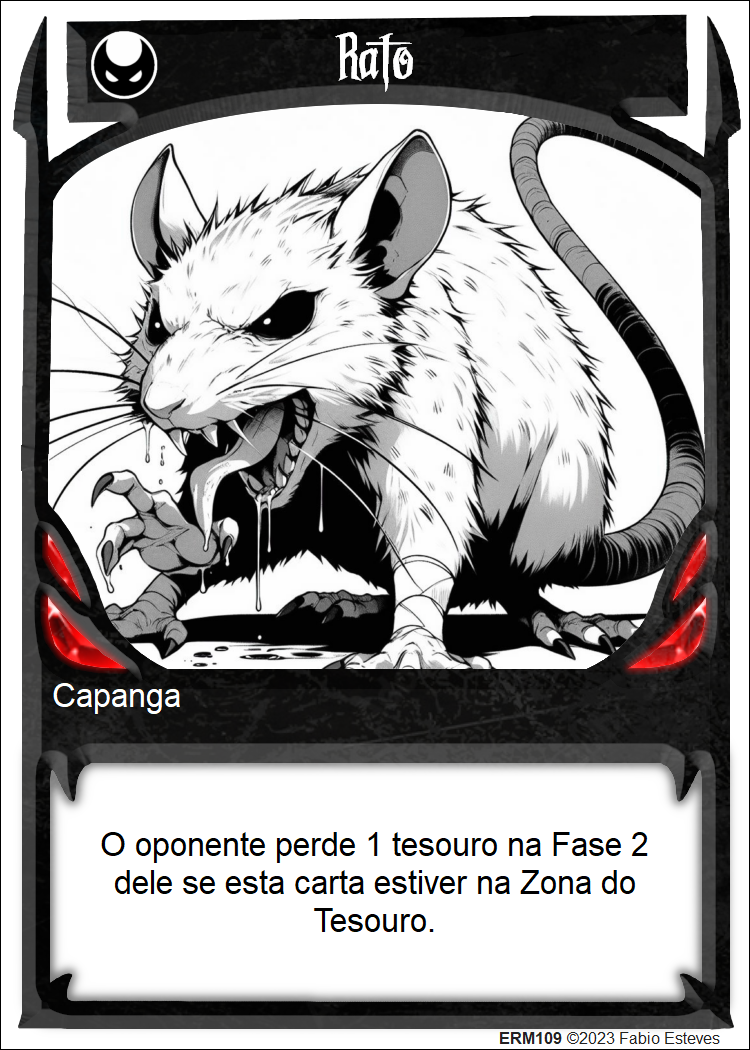 Rato
Capanga
O oponente perde 1 tesouro na Fase 2
dele se esta carta estiver na Zona do
Tesouro.
ERM109 ©2023 Fabio Esteves